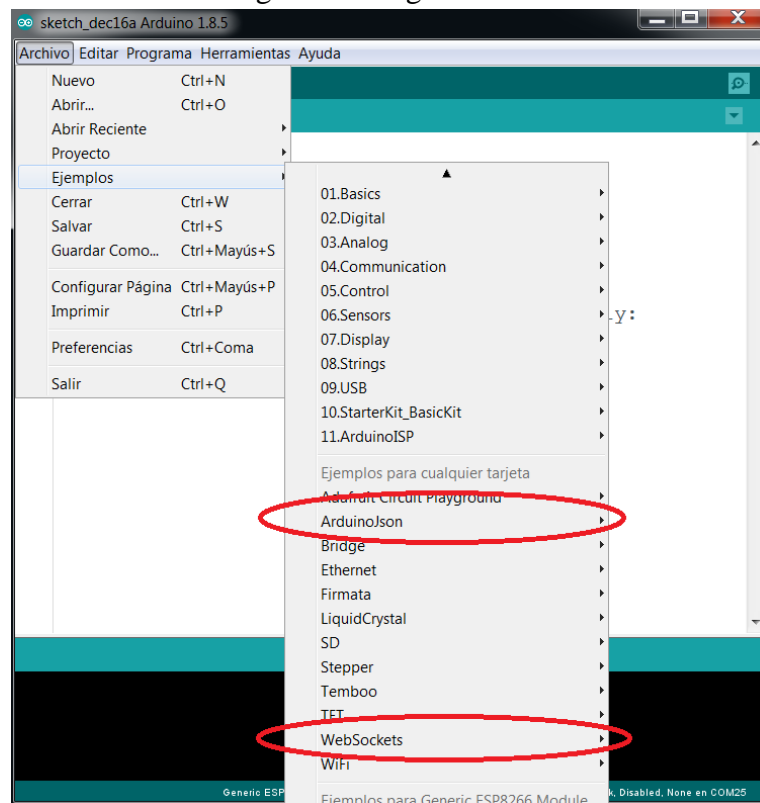 sketch_dec16a Arduino 1.8.5
Archivo Editar Programa Herramientas Ayuda
Nuevo Ctrl+N
Abrir... Ctrl+O
Abrir Reciente
Proyecto
Ejemplos
Cerrar Ctrl+W
Salvar Ctrl+S
Guardar Como... Ctrl+Mayús+S
Configurar Página Ctrl+Mayús+P
Imprimir Ctrl+P
Preferencias Ctrl+Coma
Salir Ctrl+Q
01.Basics
02.Digital
03.Analog
04.Communication
05.Control
06.Sensors
07.Display
08.Strings
09.USB
10.StarterKit_BasicKit
11.ArduinoISP
Ejemplos para cualquier tarjeta
Adafruit Circuit Playground
ArduinoJson
Bridge
Ethernet
Firmata
LiquidCrystal
SD
Stepper
Temboo
TFT
WebSockets
WiFi
Ejemplos para Generic ESP8266 Module
y:
Generic ESP
k, Disabled, None en COM25